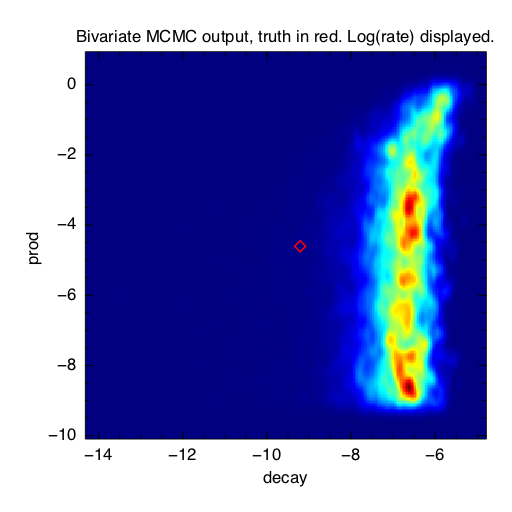 Bivariate MCMC output, truth in red. Log(rate) displayed.
0
−2
−4
−6
−8
−10
prod
−14 −12 −10 −8 −6
decay